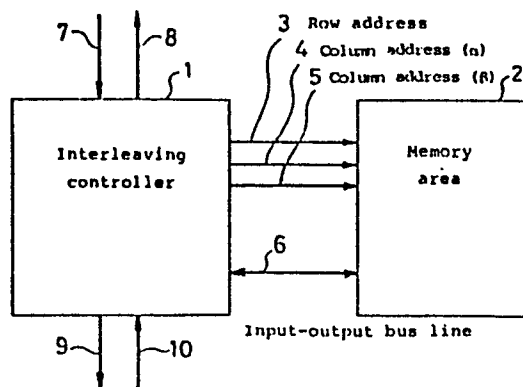 3 Row address
7 8 4 Column address (α)
1 5 Column address (β) 2
Interleaving
controller
Memory
area
6
Input-output bus line
9 10